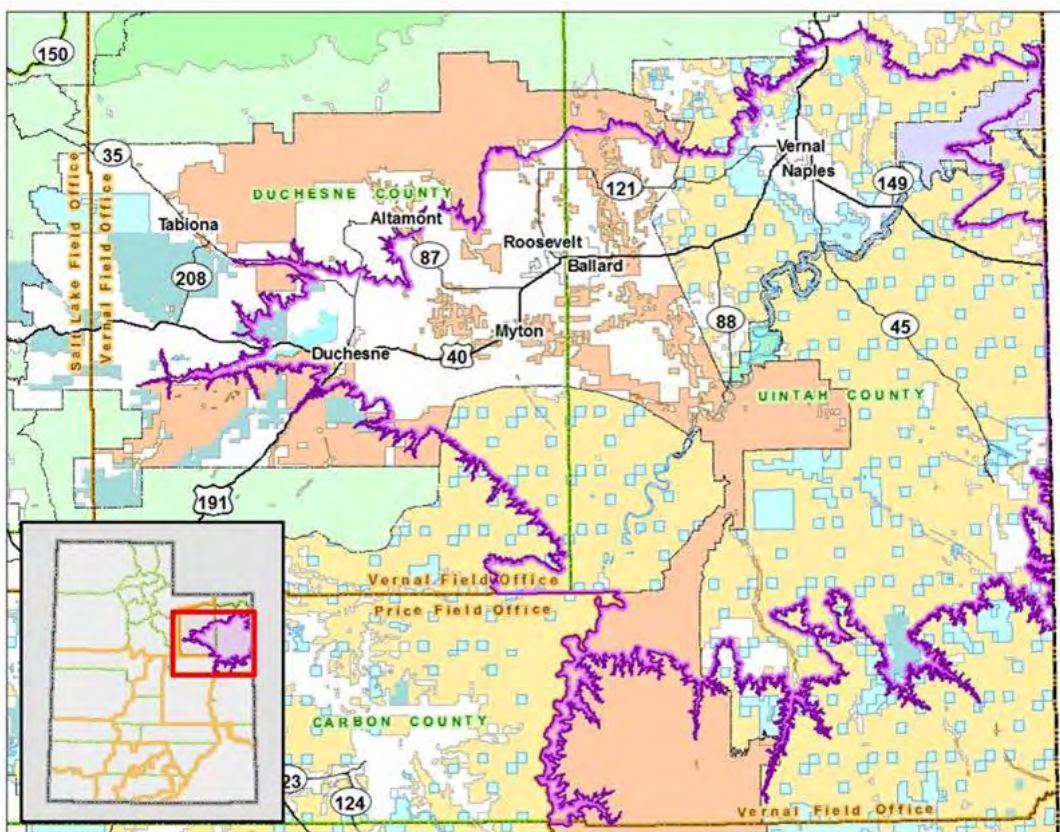 150
35
Salt Lake Field Office
Vernal Field Office
DUCHESNE COUNTY
Tabiona
Altamont
208
87
Roosevelt
Ballard
121
Vernal
Naples
149
Myton
40
Duchesne
88
45
UINTAH COUNTY
191
Vernal Field Office
Price Field Office
CARBON COUNTY
23
124
Vernal Field Office